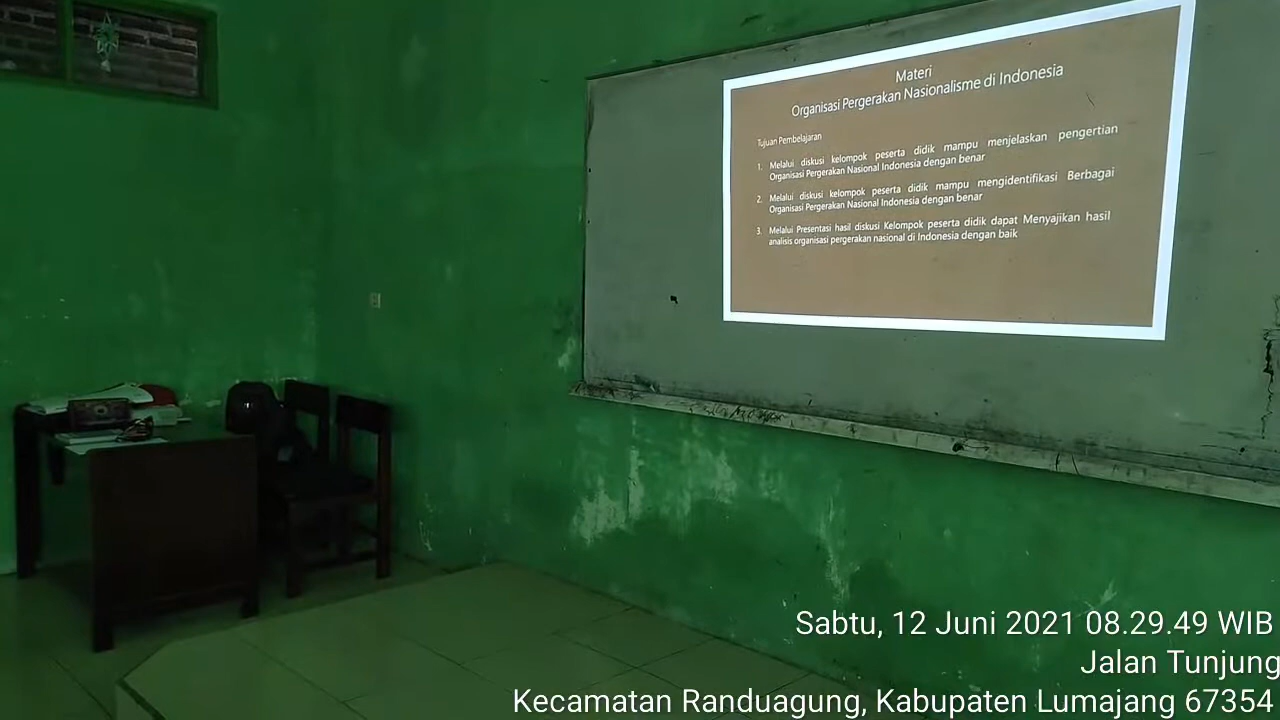 Materi
Organisasi Pergerakan Nasionalisme di Indonesia
Tujuan Pembelajaran
1. Melalui diskusi kelompok peserta didik mampu menjelaskan pengertian
Organisasi Pergerakan Nasional Indonesia dengan benar
2. Melalui diskusi kelompok peserta didik mampu mengidentifikasi Berbagai
Organisasi Pergerakan Nasional Indonesia dengan benar
3. Melalui Presentasi hasil diskusi Kelompok peserta didik dapat Menyajikan hasil
analisis organisasi pergerakan nasional di Indonesia dengan baik
Sabtu, 12 Juni 2021 08.29.49 WIB
Jalan Tunjung
Kecamatan Randuagung, Kabupaten Lumajang 67354